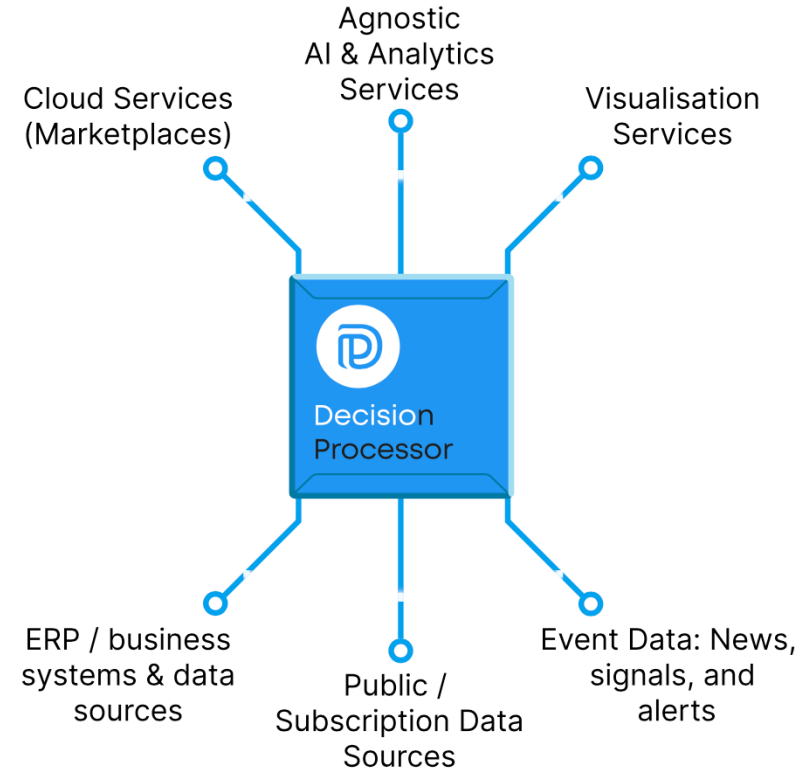 Agnostic
AI & Analytics
Services
Cloud Services
(Marketplaces)
Visualisation
Services
Decision
Processor
ERP / business
systems & data
sources
Public /
Subscription Data
Sources
Event Data: News,
signals, and
alerts